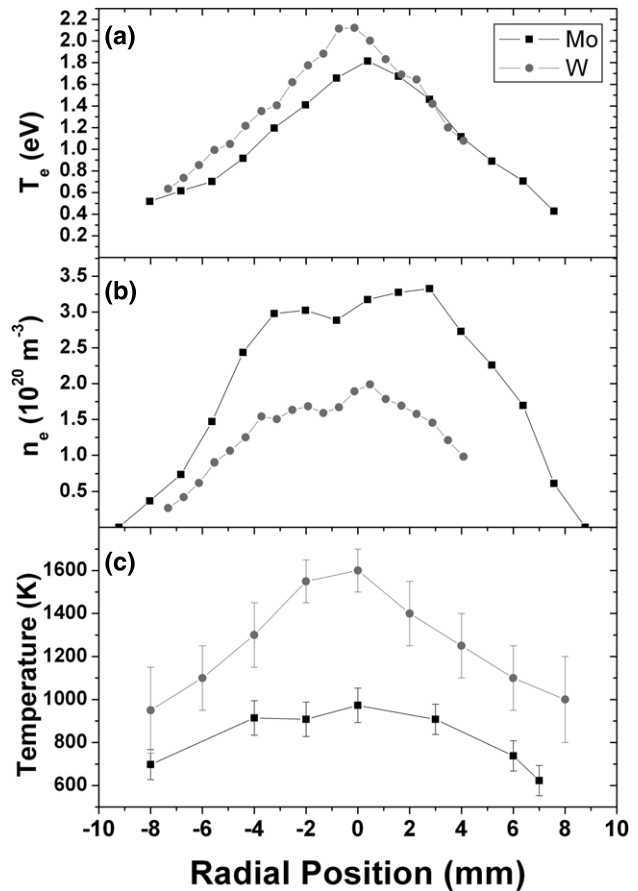 (a)
Mo
W
T_e (eV)
2.2
2.0
1.8
1.6
1.4
1.2
1.0
0.8
0.6
0.4
0.2
(b)
n_e (10^20 m^-3)
3.5
3.0
2.5
2.0
1.5
1.0
0.5
(c)
Temperature (K)
1600
1400
1200
1000
800
600
-10 -8 -6 -4 -2 0 2 4 6 8 10
Radial Position (mm)